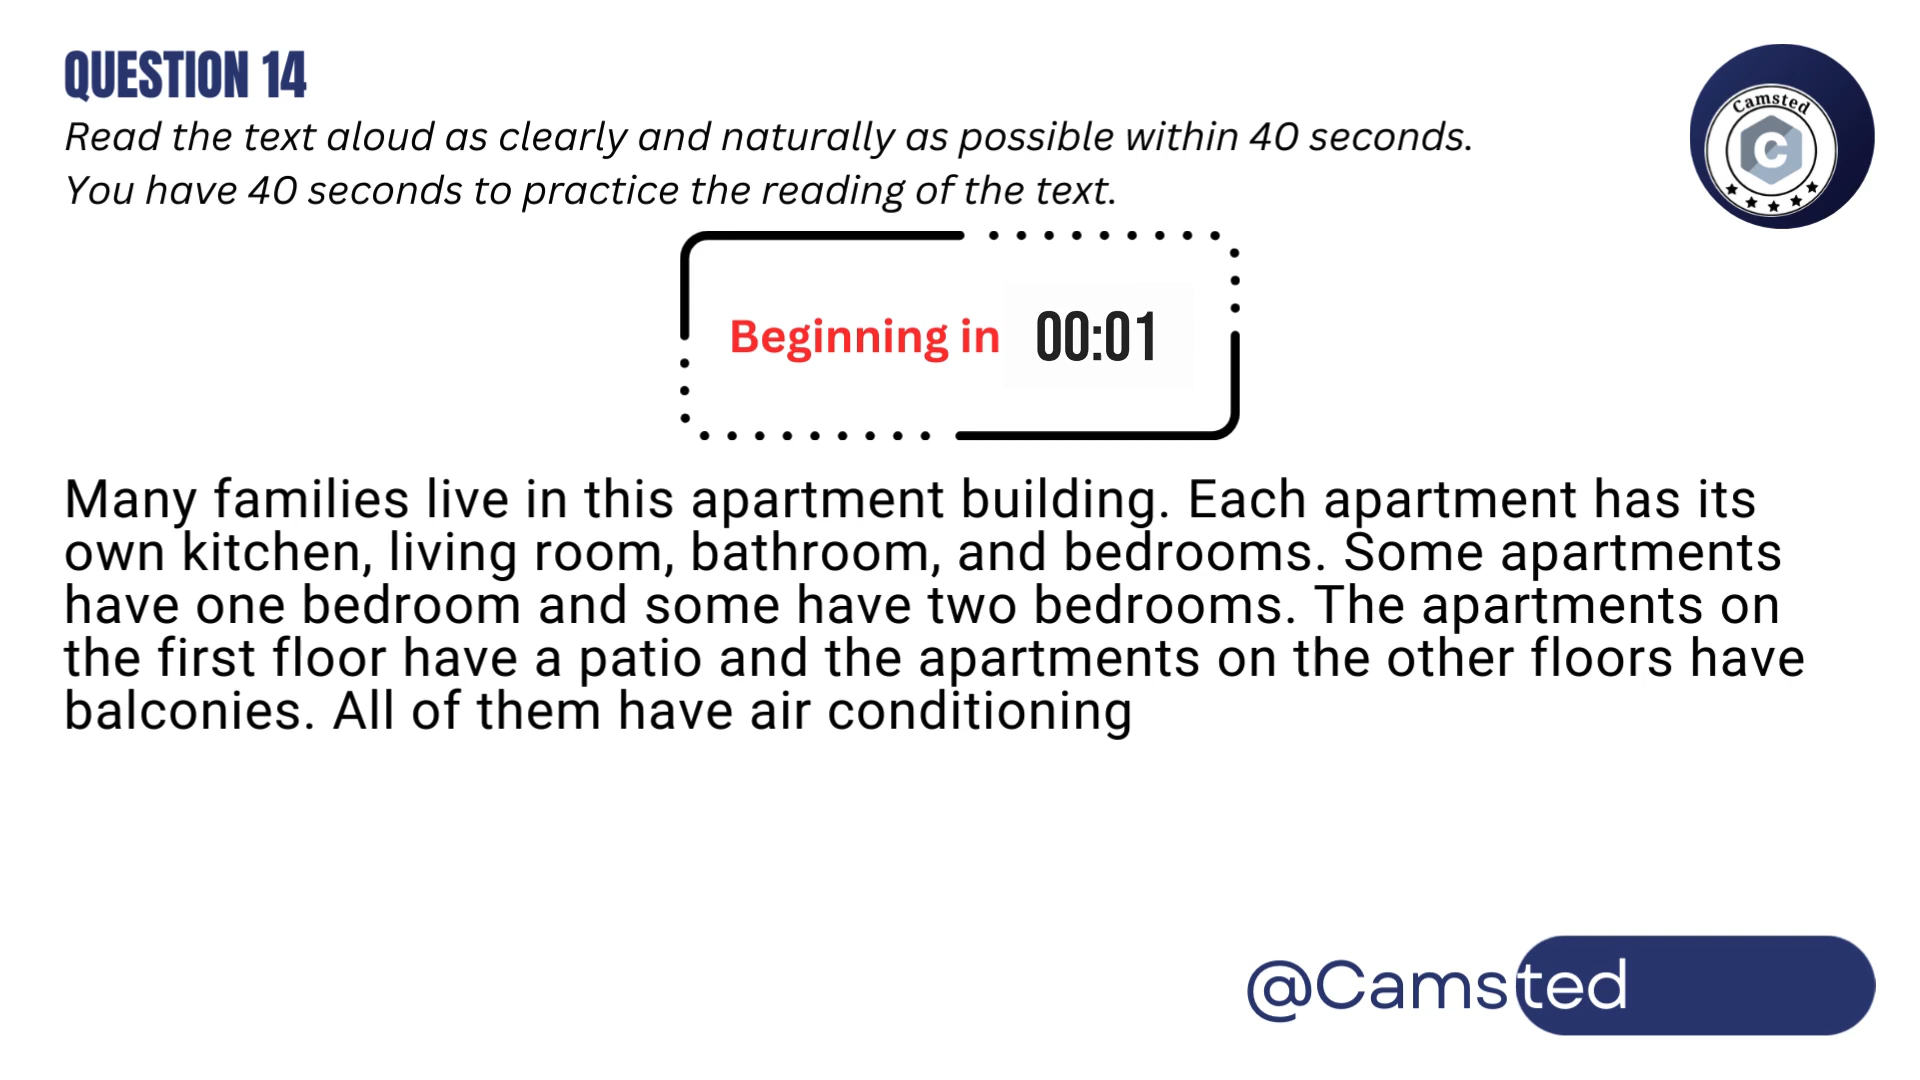 QUESTION 14
Read the text aloud as clearly and naturally as possible within 40 seconds.
You have 40 seconds to practice the reading of the text.
Camsted
C
Beginning in 00:01
Many families live in this apartment building. Each apartment has its
own kitchen, living room, bathroom, and bedrooms. Some apartments
have one bedroom and some have two bedrooms. The apartments on
the first floor have a patio and the apartments on the other floors have
balconies. All of them have air conditioning
@Camsted